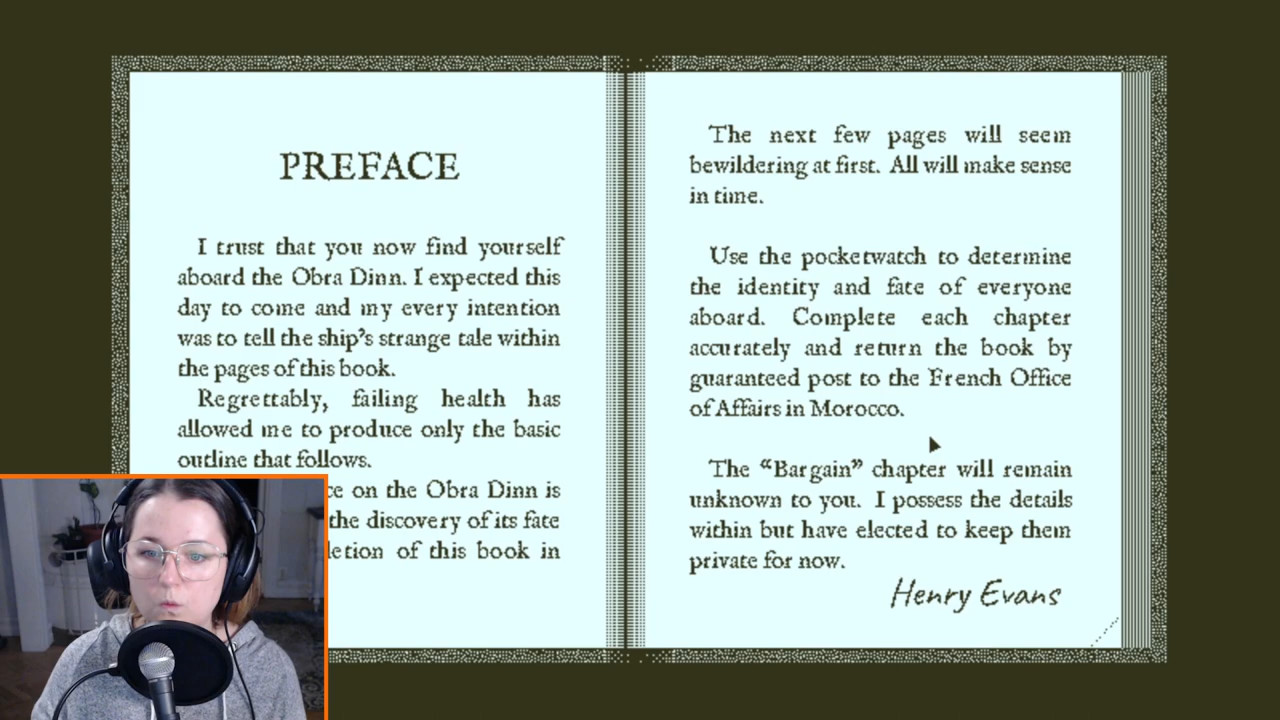 PREFACE
I trust that you now find yourself
aboard the Obra Dinn. I expected this
day to come and my every intention
was to tell the ship's strange tale within
the pages of this book.
Regrettably, failing health has
allowed me to produce only the basic
outline that follows.
on the Obra Dinn is
the discovery of its fate
of this book in
The next few pages will seem
bewildering at first. All will make sense
in time.
Use the pocketwatch to determine
the identity and fate of everyone
aboard. Complete each chapter
accurately and return the book by
guaranteed post to the French Office
of Affairs in Morocco.
The “Bargain” chapter will remain
unknown to you. I possess the details
within but have elected to keep them
private for now.
Henry Evans